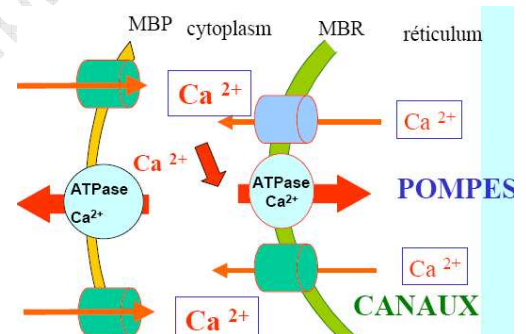 MBP cytoplasm MBR réticulum
Ca 2+
Ca 2+
Ca 2+
ATPase
Ca2+
ATPase
Ca2+
POMPES
Ca 2+
Ca 2+
CANAUX